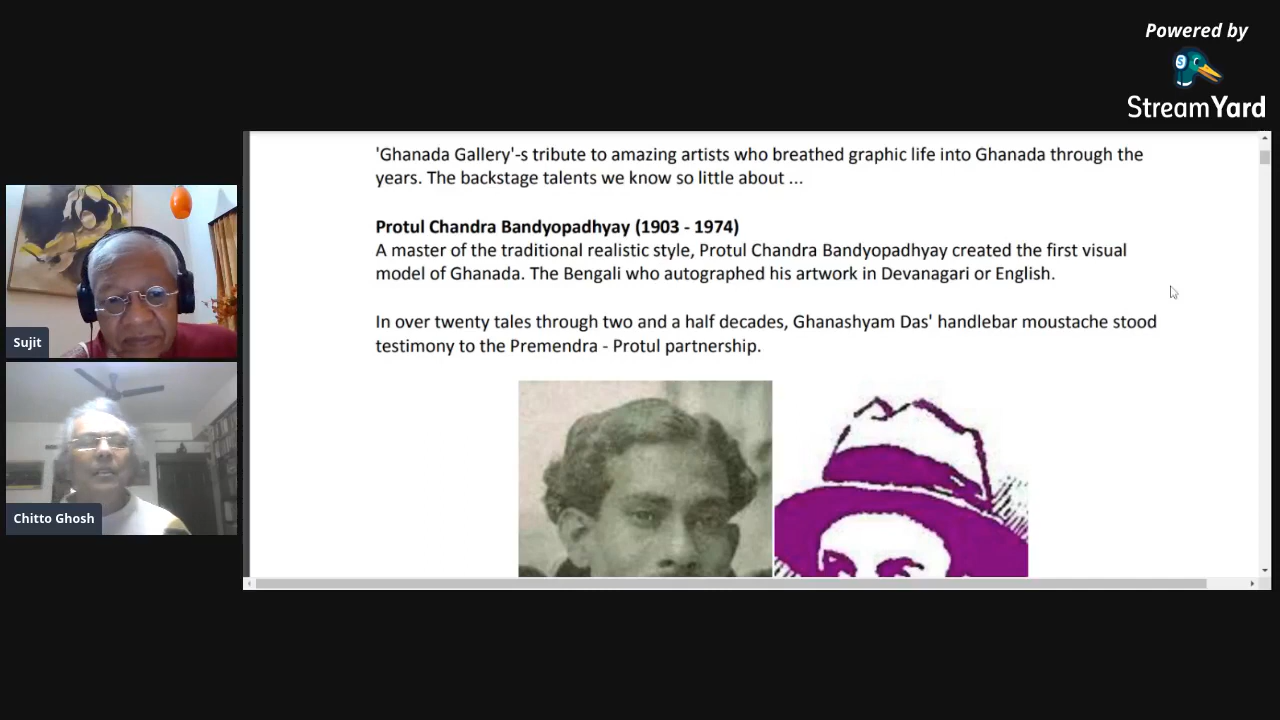 Powered by
S
StreamYard
'Ghanada Gallery'-s tribute to amazing artists who breathed graphic life into Ghanada through the
years. The backstage talents we know so little about ...
Protul Chandra Bandyopadhyay (1903 - 1974)
A master of the traditional realistic style, Protul Chandra Bandyopadhyay created the first visual
model of Ghanada. The Bengali who autographed his artwork in Devanagari or English.
In over twenty tales through two and a half decades, Ghanashyam Das' handlebar moustache stood
testimony to the Premendra - Protul partnership.
Sujit
Chitto Ghosh